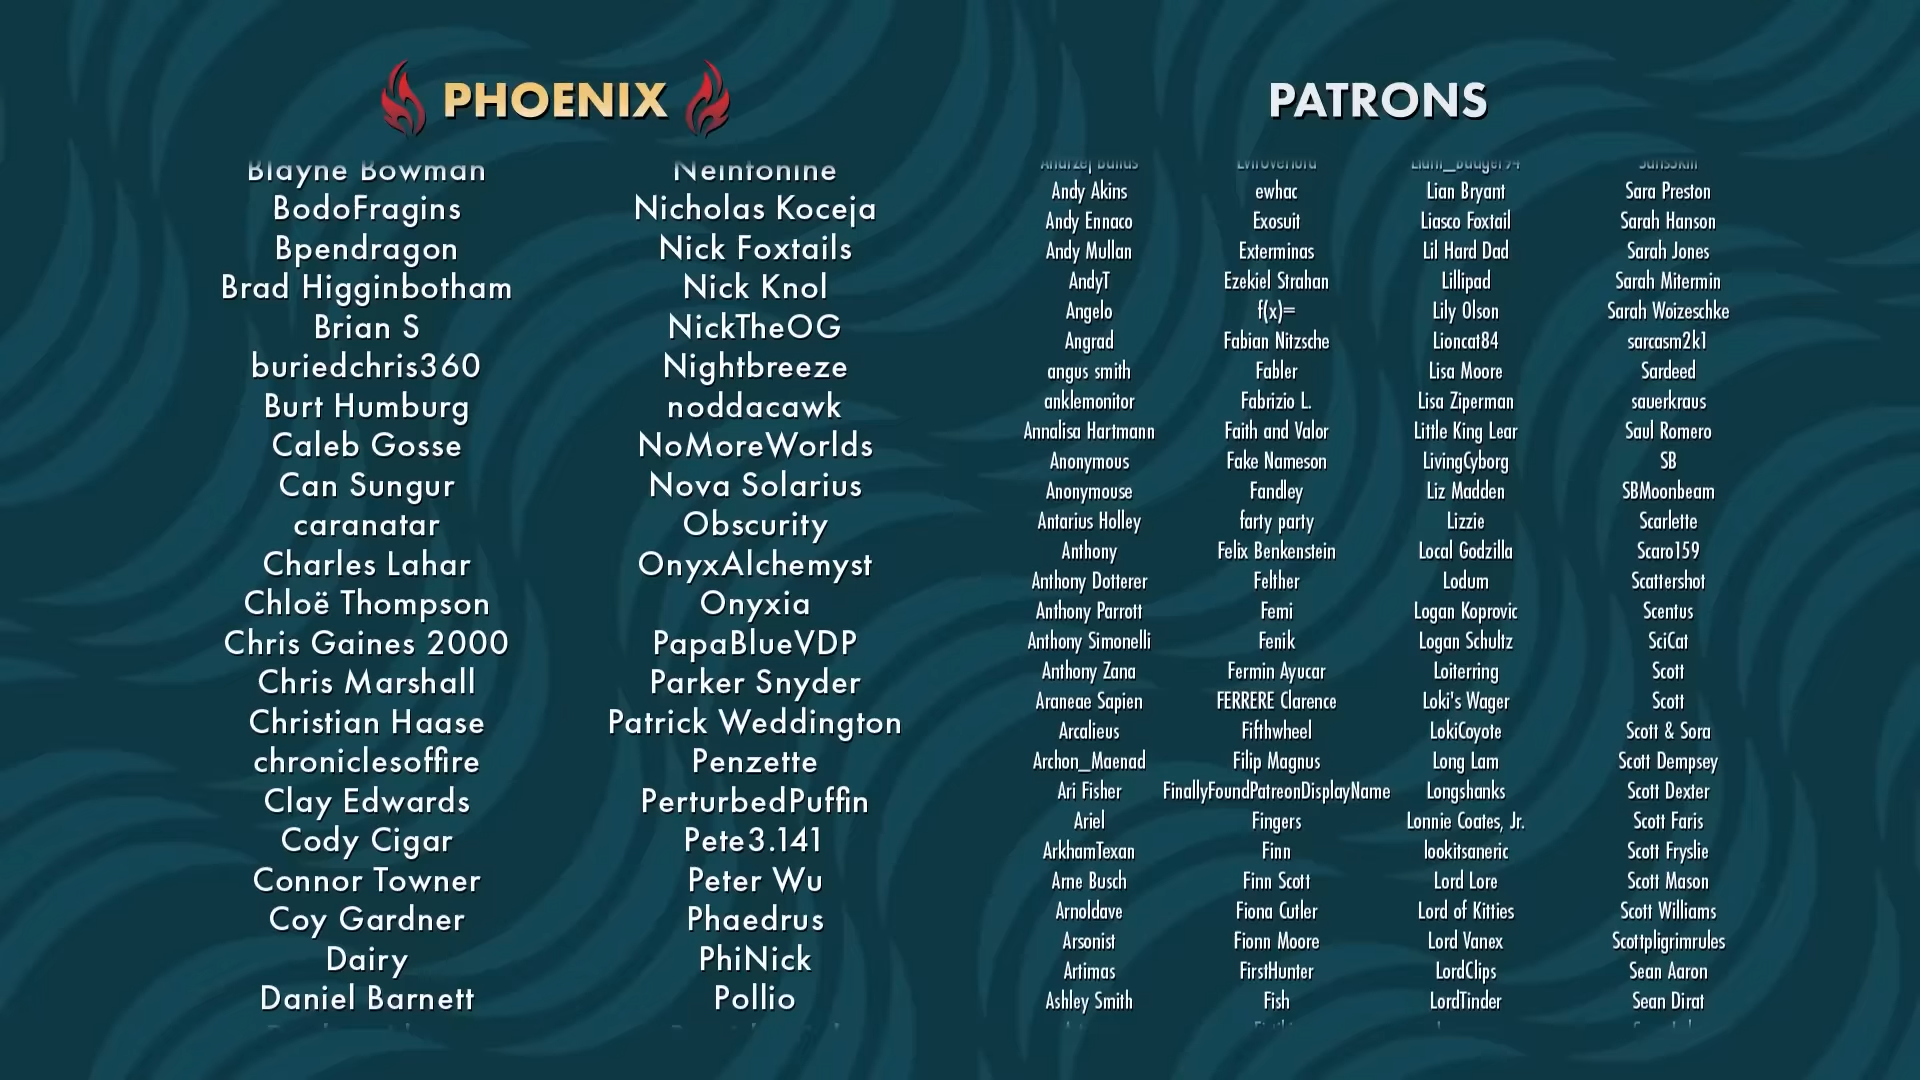 PHOENIX
Blayne Bowman
BodoFragins
Bpendragon
Brad Higginbotham
Brian S
buriedchris360
Burt Humburg
Caleb Gosse
Can Sungur
caranatar
Charles Lahar
Chloë Thompson
Chris Gaines 2000
Chris Marshall
Christian Haase
chroniclesoffire
Clay Edwards
Cody Cigar
Connor Towner
Coy Gardner
Dairy
Daniel Barnett
Neintonine
Nicholas Koceja
Nick Foxtails
Nick Knol
NickTheOG
Nightbreeze
noddacawk
NoMoreWorlds
Nova Solarius
Obscurity
OnyxAlchemyst
Onyxia
PapaBlueVDP
Parker Snyder
Patrick Weddington
Penzette
PerturbedPuffin
Pete3.141
Peter Wu
Phaedrus
PhiNick
Pollio
PATRONS
Andy Akins
Andy Ennaco
Andy Mullan
AndyT
Angelo
Angrad
angus smith
anklemonitor
Annalisa Hartmann
Anonymous
Anonymouse
Antarius Holley
Anthony
Anthony Dotterer
Anthony Parrott
Anthony Simonelli
Anthony Zana
Araneae Sapien
Arcalieus
Archon_Maenad
Ari Fisher
Ariel
ArkhamTexan
Arne Busch
Arnoldave
Arsonist
Artimas
Ashley Smith
ewhac
Exosuit
Exterminas
Ezekiel Strahan
f(x)=
Fabian Nitzsche
Fabler
Fabrizio L.
Faith and Valor
Fake Nameson
Fandley
farty party
Felix Benkenstein
Felther
Femi
Fenik
Fermin Ayucar
FERRERE Clarence
Fifthwheel
Filip Magnus
FinallyFoundPatreonDisplayName
Fingers
Finn
Finn Scott
Fiona Cutler
Fionn Moore
FirstHunter
Fish
Lian Bryant
Liasco Foxtail
Lil Hard Dad
Lillipad
Lily Olson
Lioncat84
Lisa Moore
Lisa Ziperman
Little King Lear
LivingCyborg
Liz Madden
Lizzie
Local Godzilla
Lodum
Logan Koprovic
Logan Schultz
Loiterring
Loki's Wager
LokiCoyote
Long Lam
Longshanks
Lonnie Coates, Jr.
lookitsaneric
Lord Lore
Lord of Kitties
Lord Vanex
LordClips
LordTinder
Sara Preston
Sarah Hanson
Sarah Jones
Sarah Mitermin
Sarah Woizeschke
sarcasm2k1
Sardeed
sauerkraus
Saul Romero
SB
SBMoonbeam
Scarlette
Scaro159
Scattershot
Scentus
SciCat
Scott
Scott
Scott & Sora
Scott Dempsey
Scott Dexter
Scott Faris
Scott Fryslie
Scott Mason
Scott Williams
Scottpligrimrules
Sean Aaron
Sean Dirat